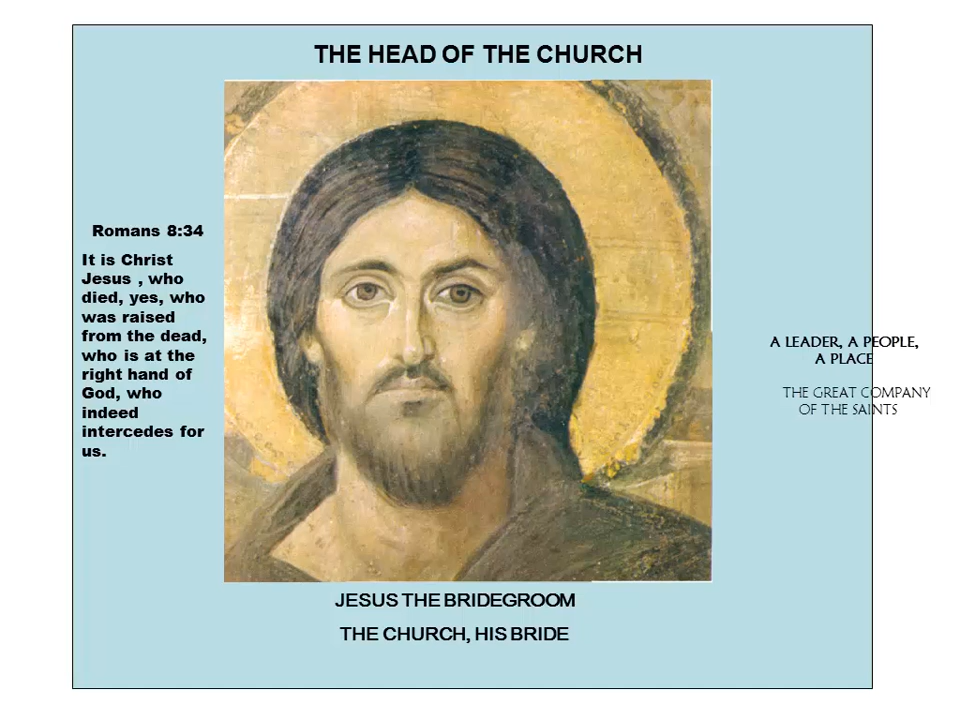 THE HEAD OF THE CHURCH
Romans 8:34
It is Christ
Jesus , who
died, yes, who
was raised
from the dead,
who is at the
right hand of
God, who
indeed
intercedes for
us.
A LEADER, A PEOPLE,
A PLACE
THE GREAT COMPANY
OF THE SAINTS
JESUS THE BRIDEGROOM
THE CHURCH, HIS BRIDE